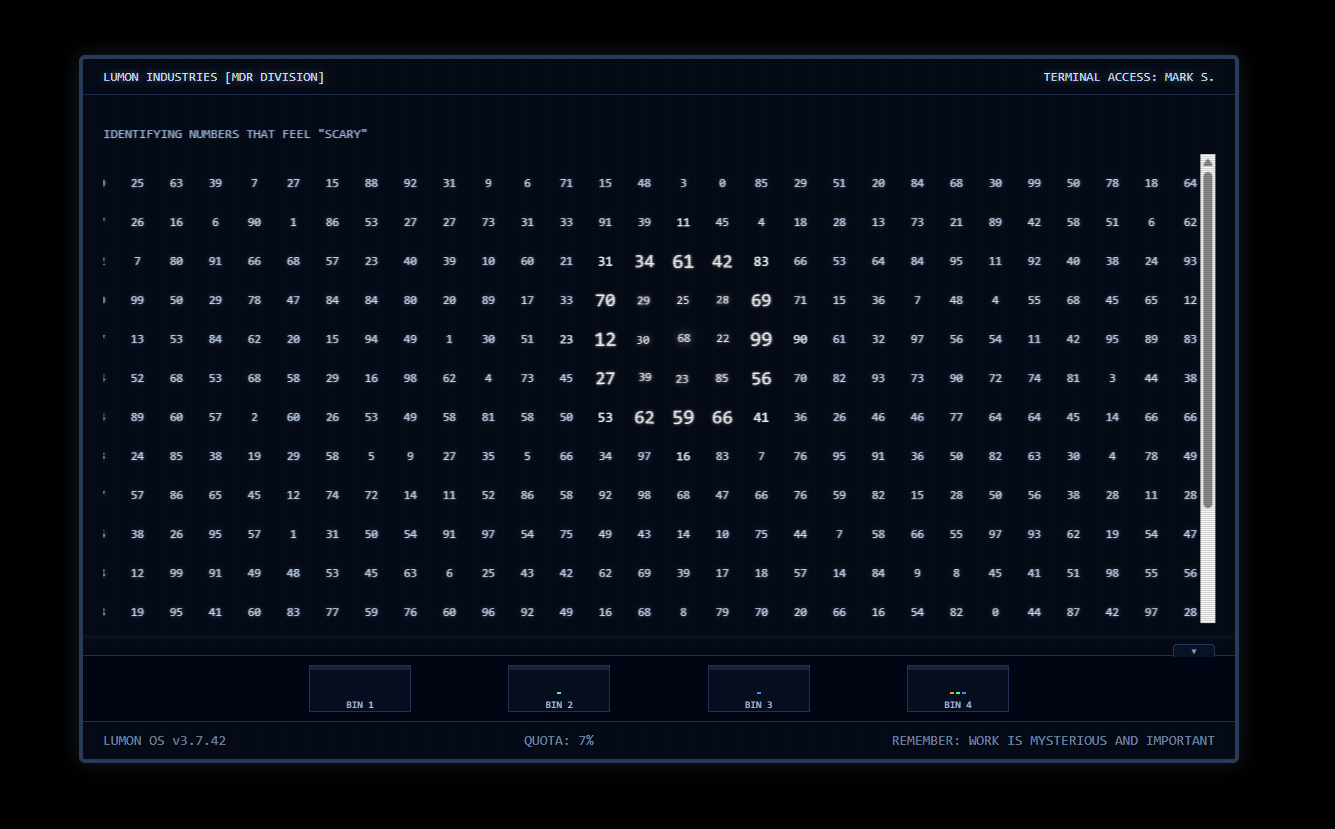 LUMON INDUSTRIES [MDR DIVISION] TERMINAL ACCESS: MARK S.
IDENTIFYING NUMBERS THAT FEEL "SCARY"
25 63 39 7 27 15 88 92 31 9 6 71 15 48 3 0 85 29 51 20 84 68 30 99 50 78 18 64
26 16 6 90 1 86 53 27 27 73 31 33 91 39 11 45 4 18 28 13 73 21 89 42 58 51 6 62
7 80 91 66 68 57 23 40 39 10 60 21 31 34 61 42 83 66 53 64 84 95 11 92 40 38 24 93
99 50 29 78 47 84 84 80 20 89 17 33 70 29 25 28 69 71 15 36 7 48 4 55 68 45 65 12
13 53 84 62 20 15 94 49 1 30 51 23 12 30 68 22 99 90 61 32 97 56 54 11 42 95 89 83
52 68 53 68 58 29 16 98 62 4 73 45 27 39 23 85 56 70 82 93 73 90 72 74 81 3 44 38
89 60 57 2 60 26 53 49 58 81 58 50 53 62 59 66 41 36 26 46 46 77 64 64 45 14 66 66
24 85 38 19 29 58 5 9 27 35 5 66 34 97 16 83 7 76 95 91 36 50 82 63 30 4 78 49
57 86 65 45 12 74 72 14 11 52 86 58 92 98 68 47 66 76 59 82 15 28 50 56 38 28 11 28
38 26 95 57 1 31 50 54 91 97 54 75 49 43 14 10 75 44 7 58 66 55 97 93 62 19 54 47
12 99 91 49 48 53 45 63 6 25 43 42 62 69 39 17 18 57 14 84 9 8 45 41 51 98 55 56
19 95 41 60 83 77 59 76 60 96 92 49 16 68 8 79 70 20 66 16 54 82 0 44 87 42 97 28
BIN 1 BIN 2 BIN 3 BIN 4
LUMON OS v3.7.42 QUOTA: 7% REMEMBER: WORK IS MYSTERIOUS AND IMPORTANT